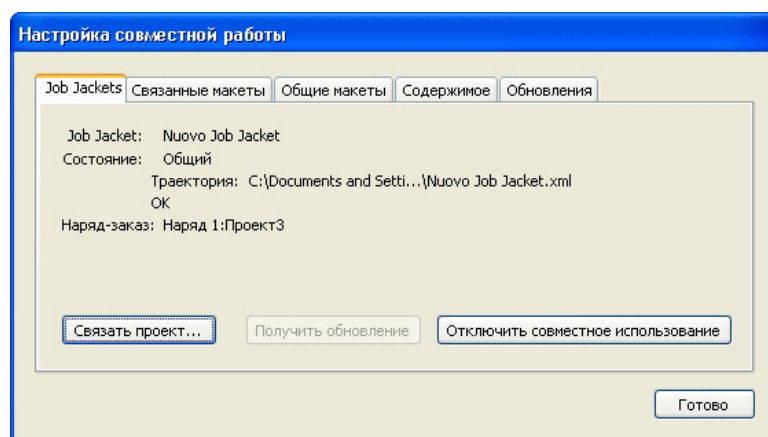 Настройка совместной работы
Job Jackets Связанные макеты Общие макеты Содержимое Обновления
Job Jacket: Nuovo Job Jacket
Состояние: Общий
Траектория: C:\Documents and Setti...\Nuovo Job Jacket.xml
OK
Наряд-заказ: Наряд 1:Проект3
Связать проект... Получить обновление Отключить совместное использование
Готово